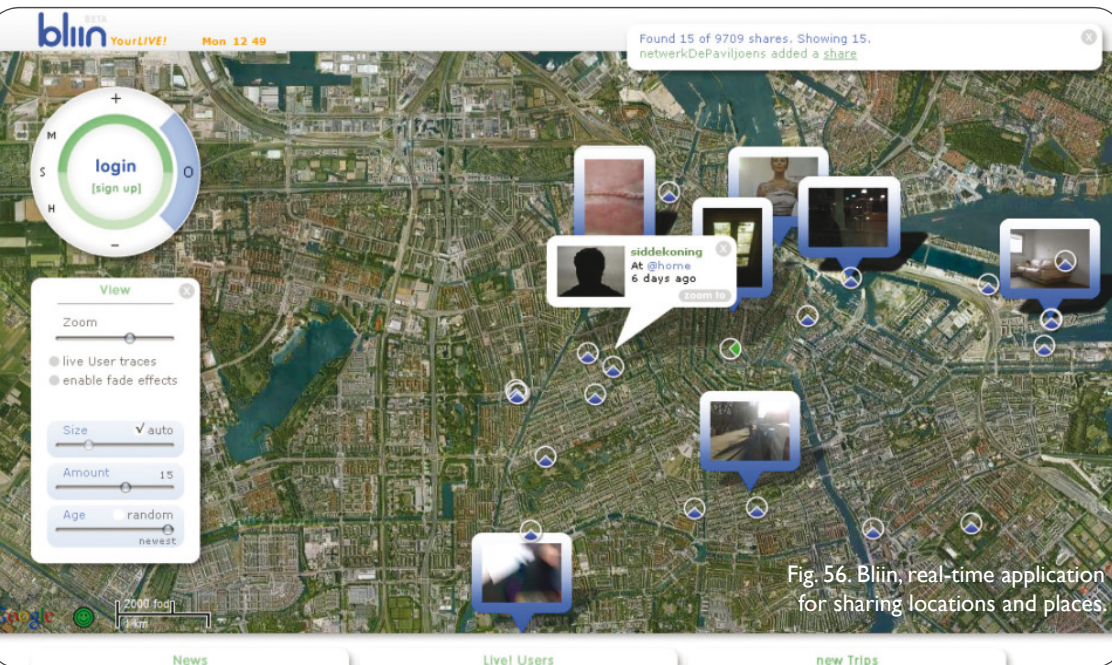 BETA
bliin YourLIVE! Mon 12 49
Found 15 of 9709 shares. Showing 15.
netwerkDePaviljoens added a share
+
M
S
H
O
–
login
[sign up]
siddekoning
At @home
6 days ago
zoom to
View
Zoom
live User traces
enable fade effects
Size √ auto
Amount 15
Age random
newest
2000 fod
1 km
Fig. 56. Bliin, real-time application
for sharing locations and places.
News Live! Users new Trips